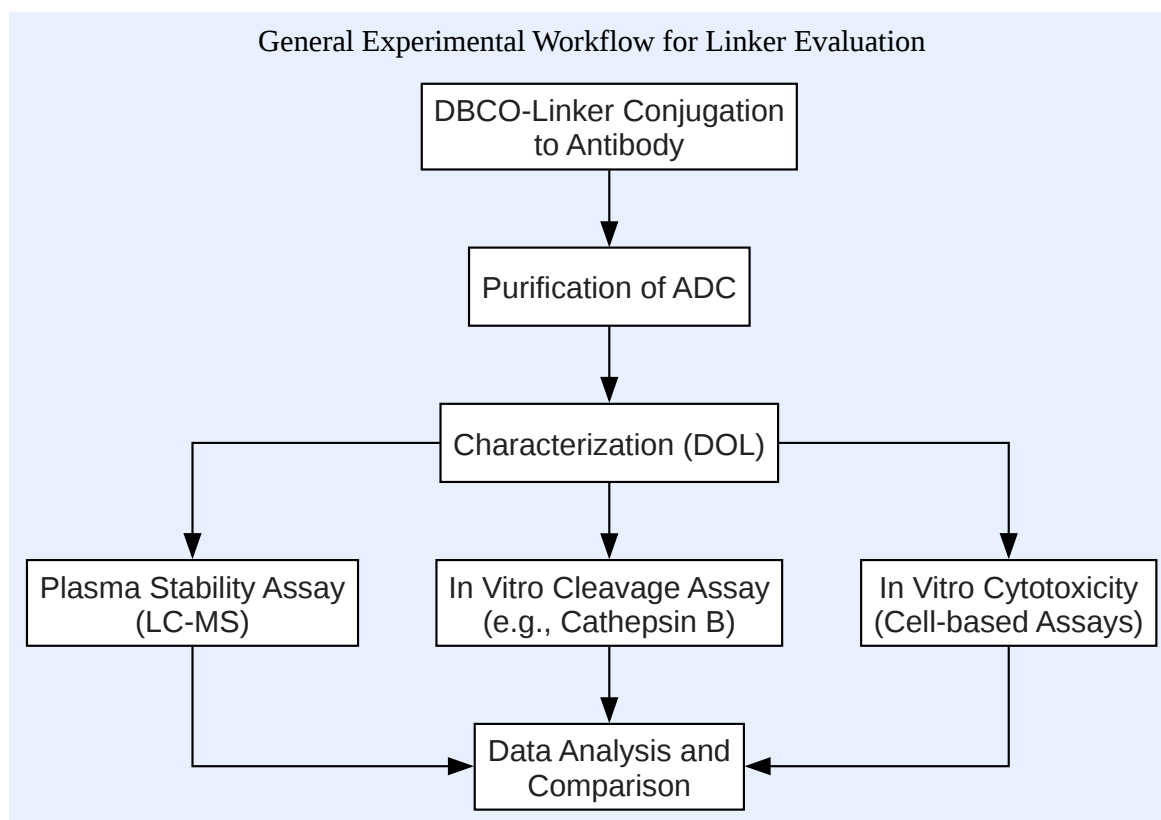 General Experimental Workflow for Linker Evaluation
DBCO-Linker Conjugation
to Antibody
Purification of ADC
Characterization (DOL)
Plasma Stability Assay
(LC-MS)
In Vitro Cleavage Assay
(e.g., Cathepsin B)
In Vitro Cytotoxicity
(Cell-based Assays)
Data Analysis and
Comparison